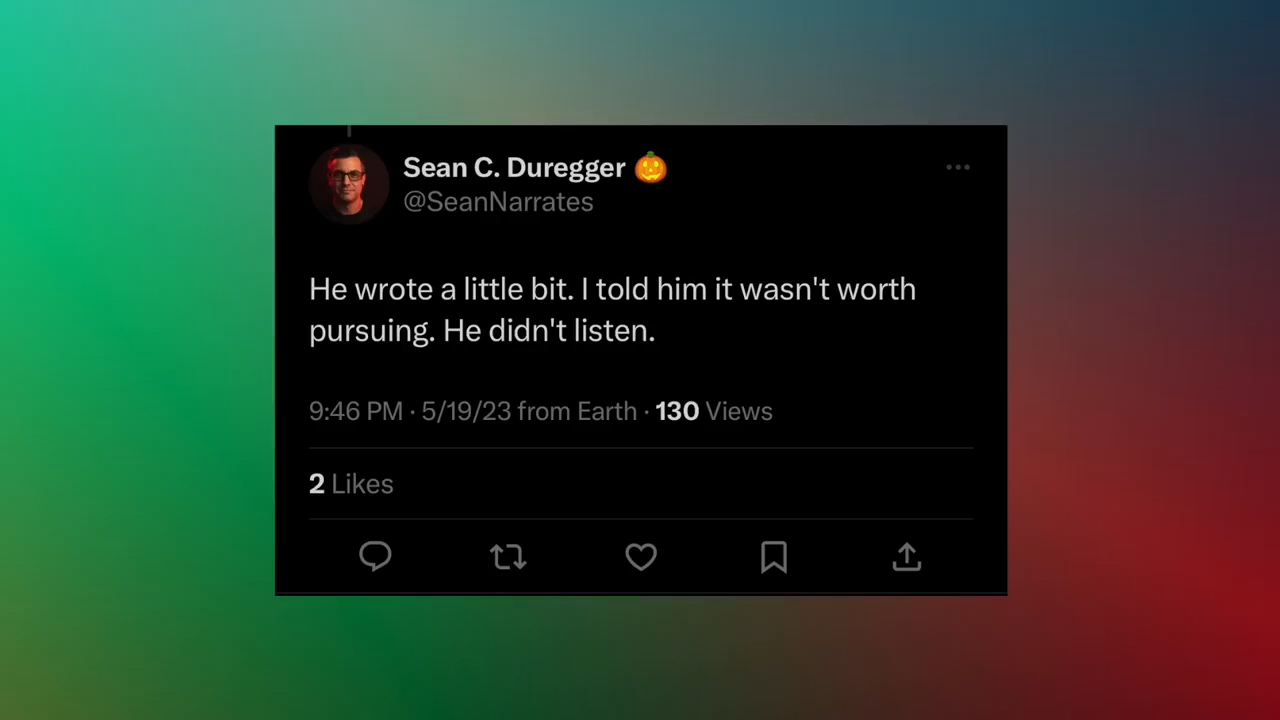 Sean C. Duregger 🎃
@SeanNarrates
He wrote a little bit. I told him it wasn't worth
pursuing. He didn't listen.
9:46 PM · 5/19/23 from Earth · 130 Views
2 Likes